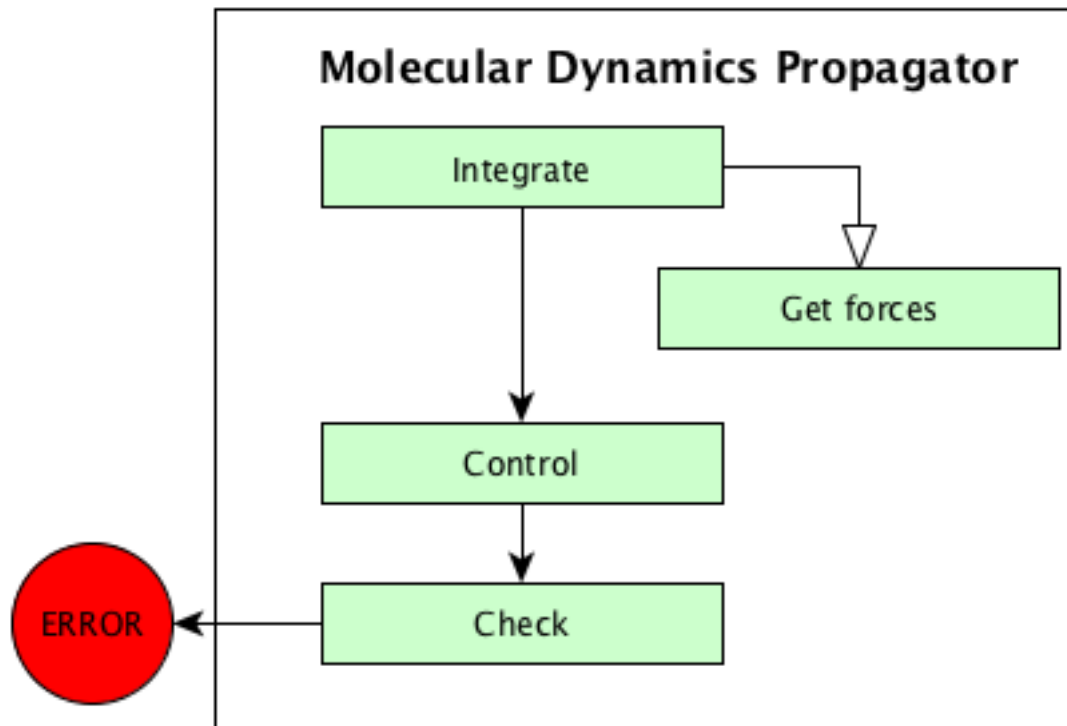 Molecular Dynamics Propagator
Integrate
Get forces
Control
Check
ERROR